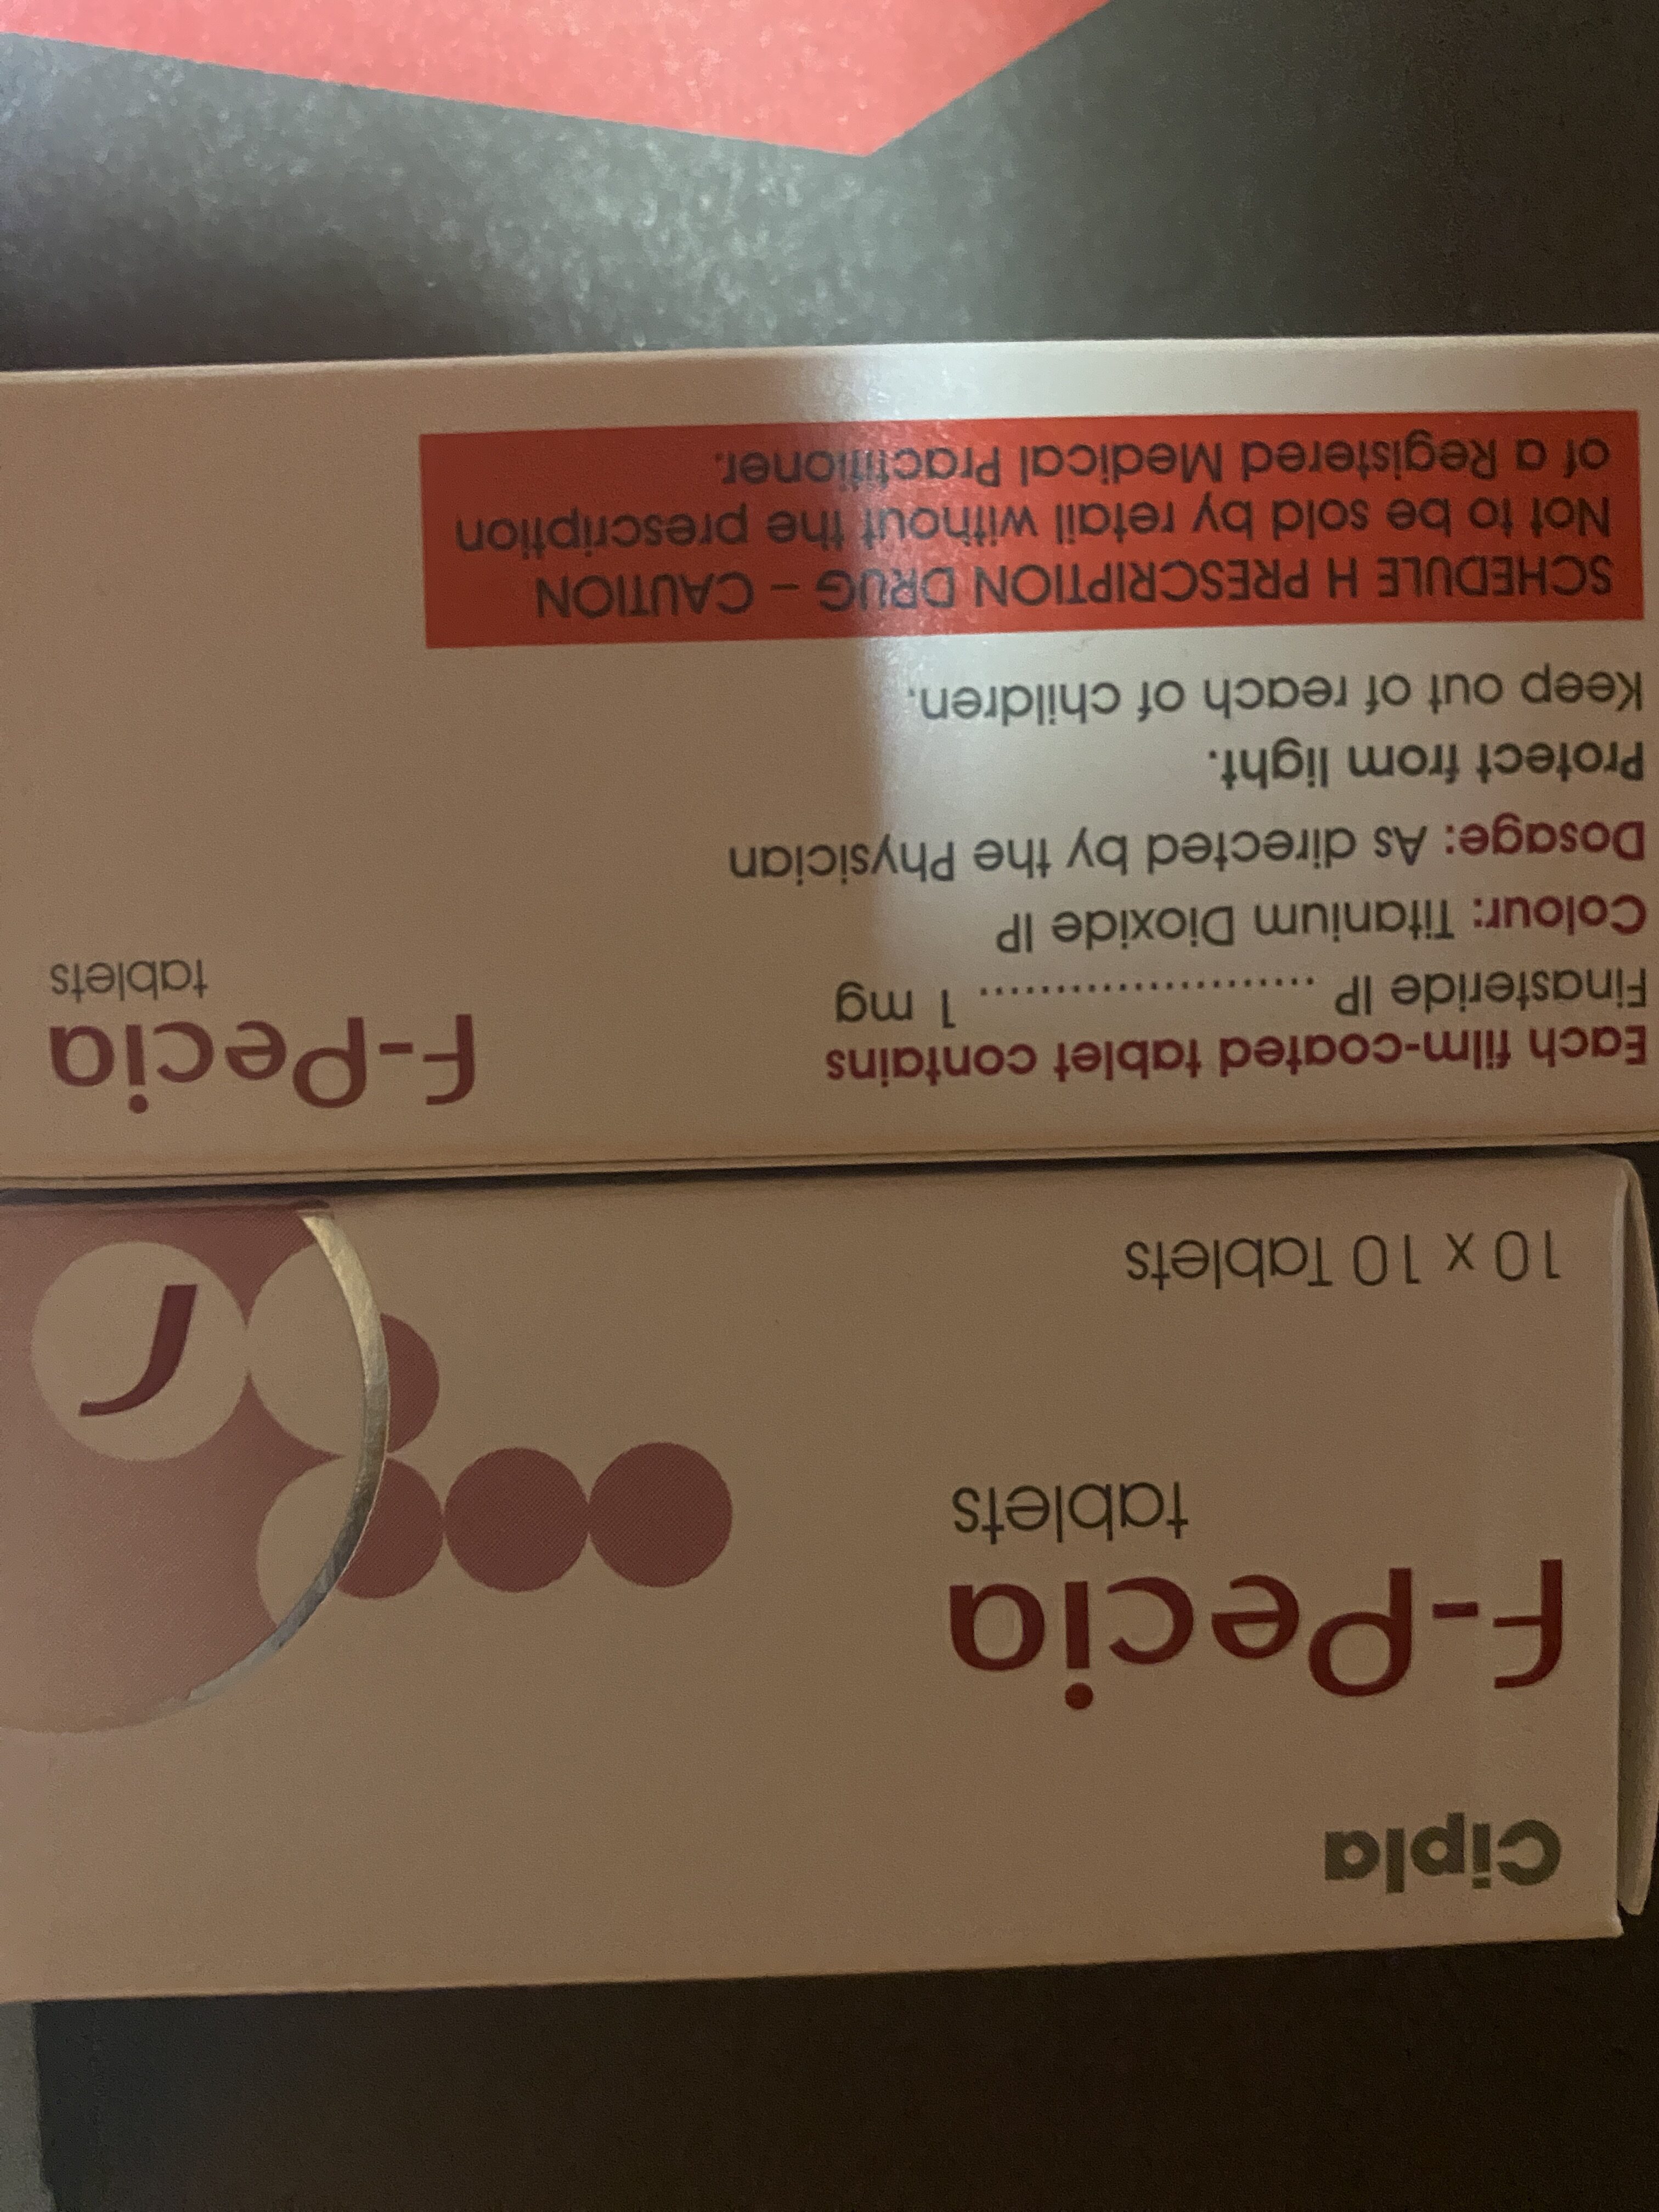 Cipla
F-Pecia
tablets
10 x 10 Tablets
Each film-coated tablet contains
Finasteride IP ........................ 1 mg
Colour: Titanium Dioxide IP
Dosage: As directed by the Physician
Protect from light.
Keep out of reach of children.
SCHEDULE H PRESCRIPTION DRUG – CAUTION
Not to be sold by retail without the prescription
of a Registered Medical Practitioner.
F-Pecia
tablets